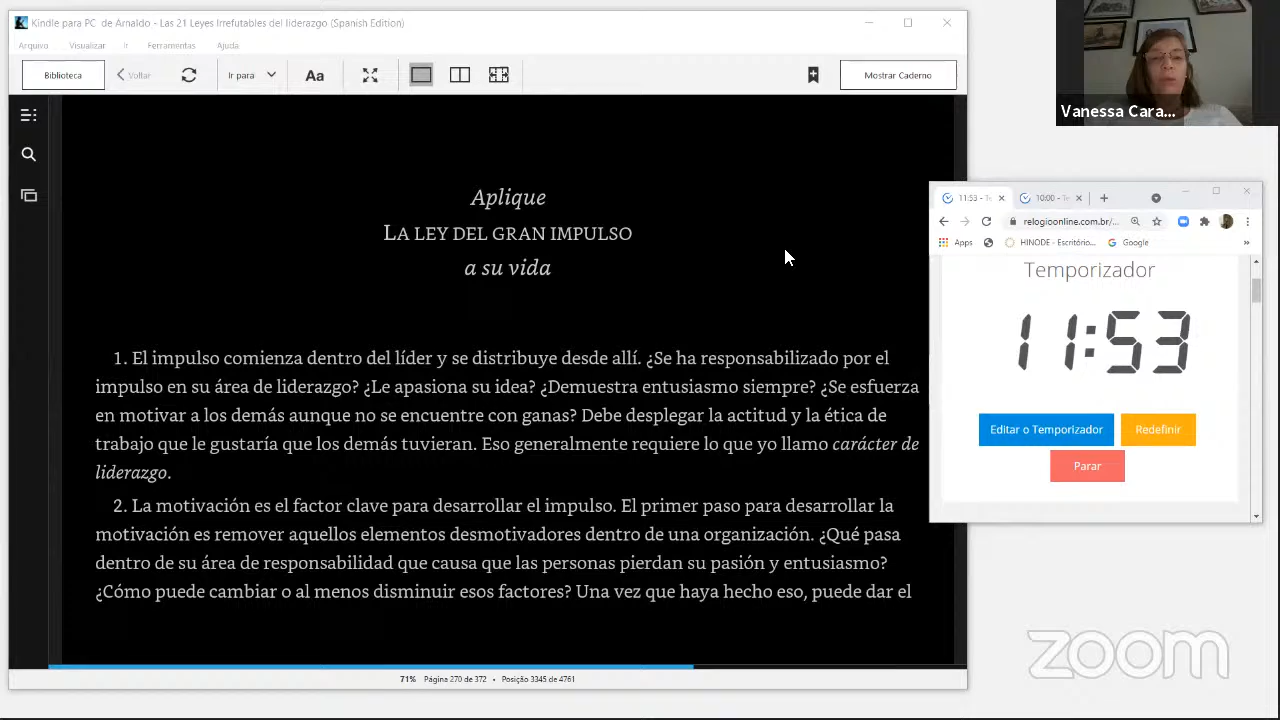 Kindle para PC de Arnaldo - Las 21 Leyes Irrefutables del liderazgo (Spanish Edition)
Arquivo Visualizar Ir Ferramentas Ajuda
Biblioteca Voltar Ir para Aa Mostrar Caderno
Aplique
LA LEY DEL GRAN IMPULSO
a su vida
1. El impulso comienza dentro del líder y se distribuye desde allí. ¿Se ha responsabilizado por el
impulso en su área de liderazgo? ¿Le apasiona su idea? ¿Demuestra entusiasmo siempre? ¿Se esfuerza
en motivar a los demás aunque no se encuentre con ganas? Debe desplegar la actitud y la ética de
trabajo que le gustaría que los demás tuvieran. Eso generalmente requiere lo que yo llamo carácter de
liderazgo.
2. La motivación es el factor clave para desarrollar el impulso. El primer paso para desarrollar la
motivación es remover aquellos elementos desmotivadores dentro de una organización. ¿Qué pasa
dentro de su área de responsabilidad que causa que las personas pierdan su pasión y entusiasmo?
¿Cómo puede cambiar o al menos disminuir esos factores? Una vez que haya hecho eso, puede dar el
71% Página 270 de 372 • Posição 3345 de 4761
Vanessa Cara...
11:53 - Te 10:00 - Te
relogioonline.com.br/...
Apps HINODE - Escritório... Google »
Temporizador
11:53
Editar o Temporizador Redefinir
Parar
zoom